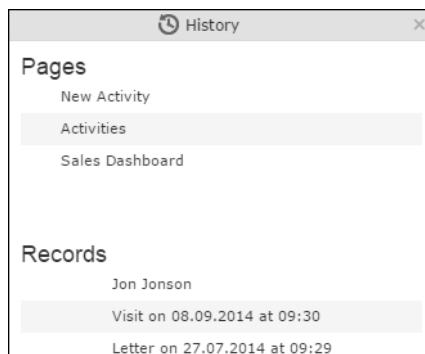 History
Pages
New Activity
Activities
Sales Dashboard
Records
Jon Jonson
Visit on 08.09.2014 at 09:30
Letter on 27.07.2014 at 09:29